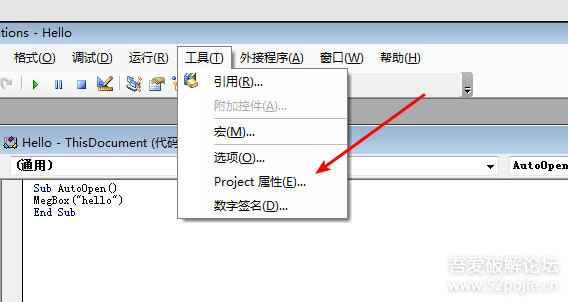 tions - Hello
格式(O) 调试(D) 运行(R) 工具(T) 外接程序(A) 窗口(W) 帮助(H)
引用(R)...
附加控件(A)...
宏(M)...
选项(O)...
Project 属性(E)...
数字签名(D)...
Hello - ThisDocument (代码
(通用)
AutoOpen
Sub AutoOpen()
MegBox("hello")
End Sub
吾爱破解论坛
www.52pojie.cn